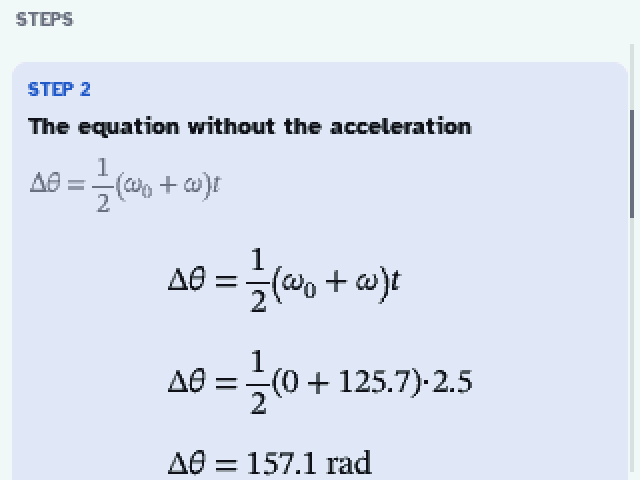 STEPS
STEP 2
The equation without the acceleration
Δθ = 1/2(ω₀ + ω)t
Δθ = 1/2(ω₀ + ω)t
Δθ = 1/2(0 + 125.7)·2.5
Δθ = 157.1 rad